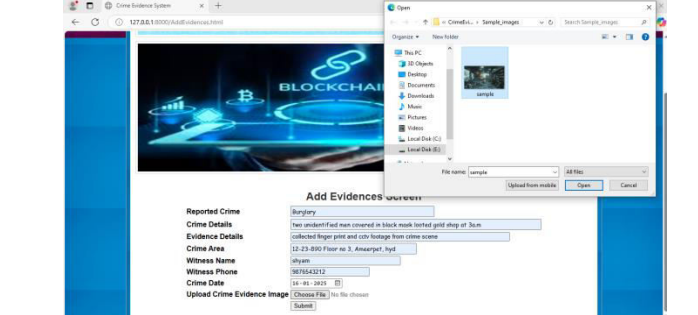 Crime Evidence System
127.0.0.1:8000/AddEvidences.html
Open
CrimeEvi... Sample_images
Search Sample_images
Organize New folder
This PC
3D Objects
Desktop
Documents
Downloads
Music
Pictures
Videos
Local Disk (C:)
Local Disk (E:)
sample
File name: sample
All files
Upload from mobile Open Cancel
BLOCKCHAI
Add Evidences Screen
Reported Crime Burglary
Crime Details two unidentified men covered in black mask looted gold shop at 3a.m
Evidence Details collected finger print and cctv footage from crime scene
Crime Area 12-23-890 Floor no 3, Ameerpet, hyd
Witness Name shyam
Witness Phone 9876543212
Crime Date 16-01-2025
Upload Crime Evidence Image Choose File No file chosen
Submit